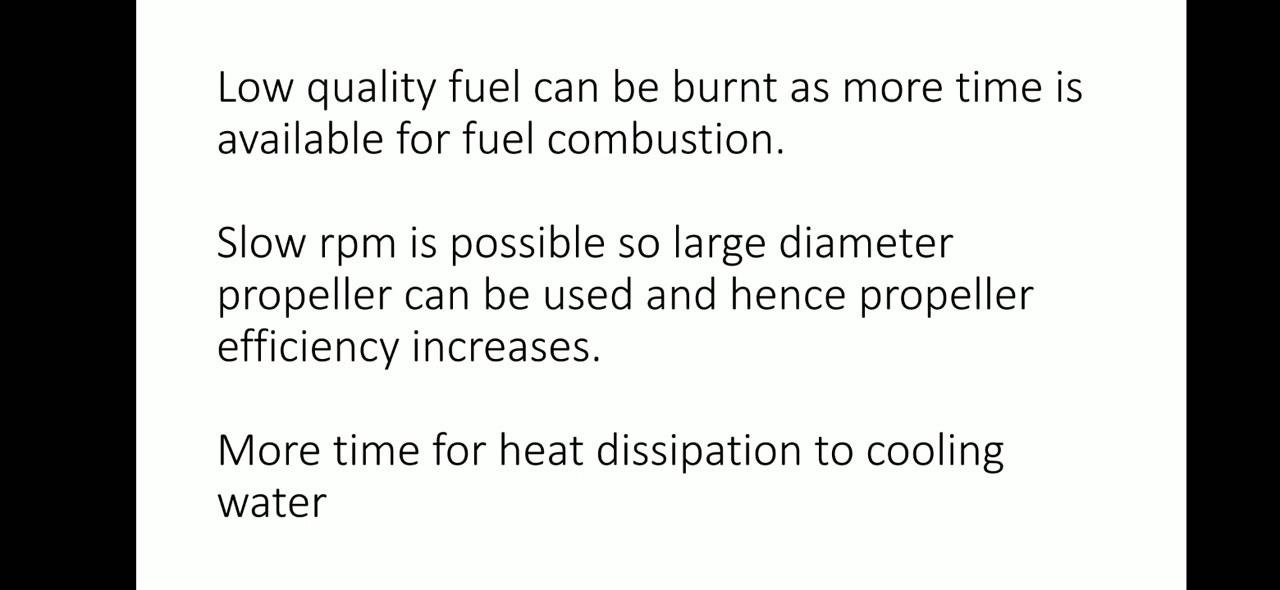 Low quality fuel can be burnt as more time is
available for fuel combustion.
Slow rpm is possible so large diameter
propeller can be used and hence propeller
efficiency increases.
More time for heat dissipation to cooling
water